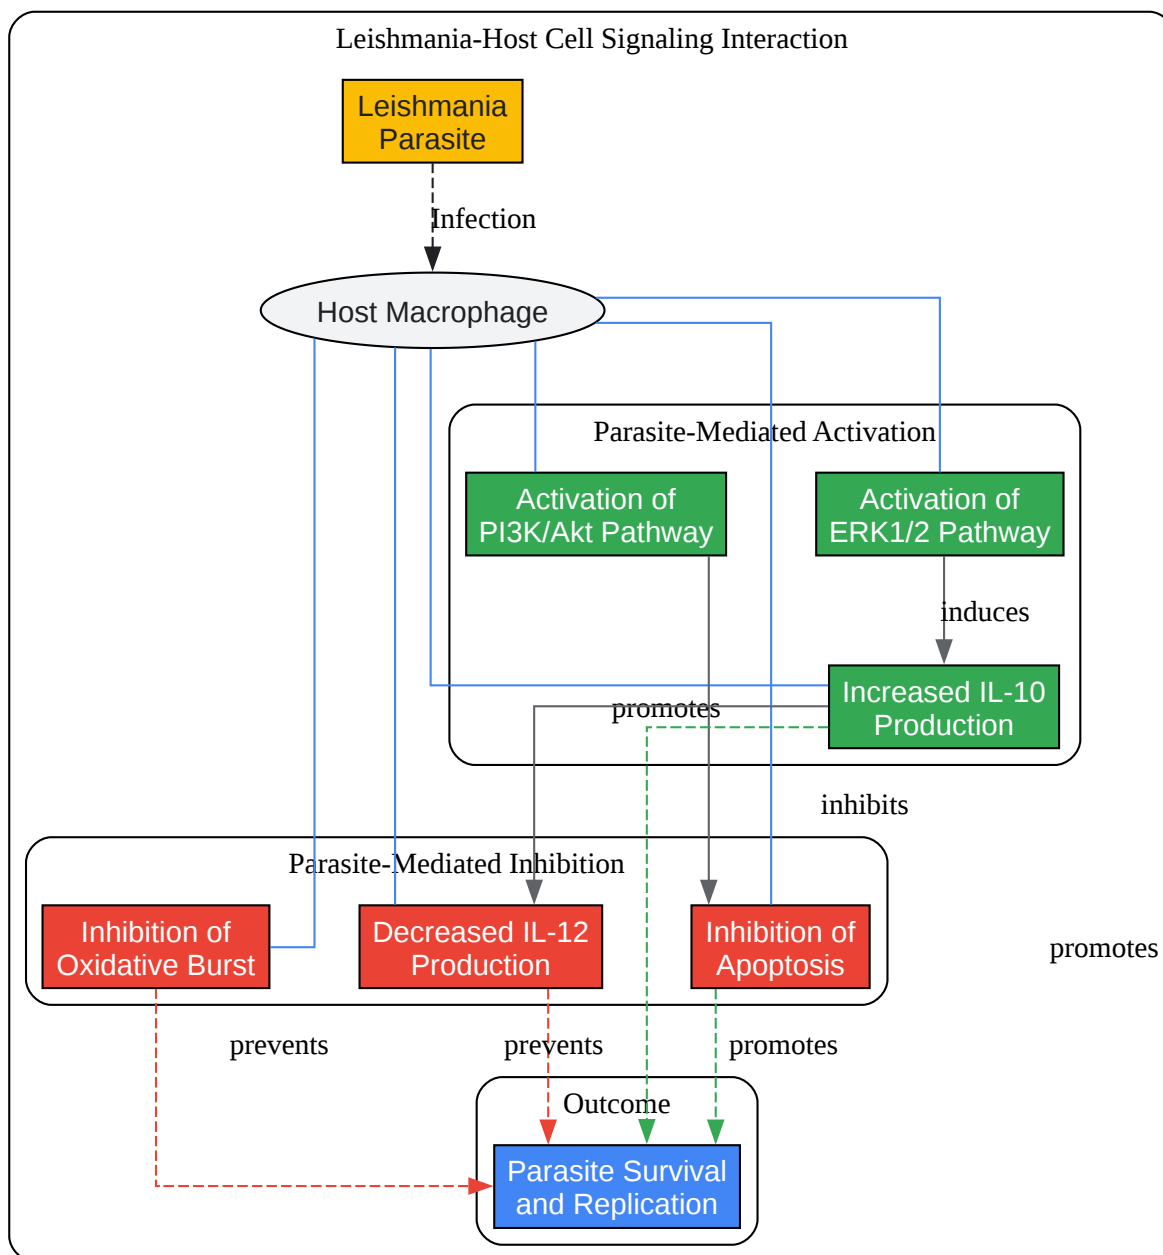 Leishmania-Host Cell Signaling Interaction
Leishmania
Parasite
Infection
Host Macrophage
Parasite-Mediated Activation
Activation of
PI3K/Akt Pathway
Activation of
ERK1/2 Pathway
induces
Increased IL-10
Production
promotes
inhibits
Parasite-Mediated Inhibition
Inhibition of
Oxidative Burst
Decreased IL-12
Production
Inhibition of
Apoptosis
promotes
prevents
prevents
promotes
Outcome
Parasite Survival
and Replication